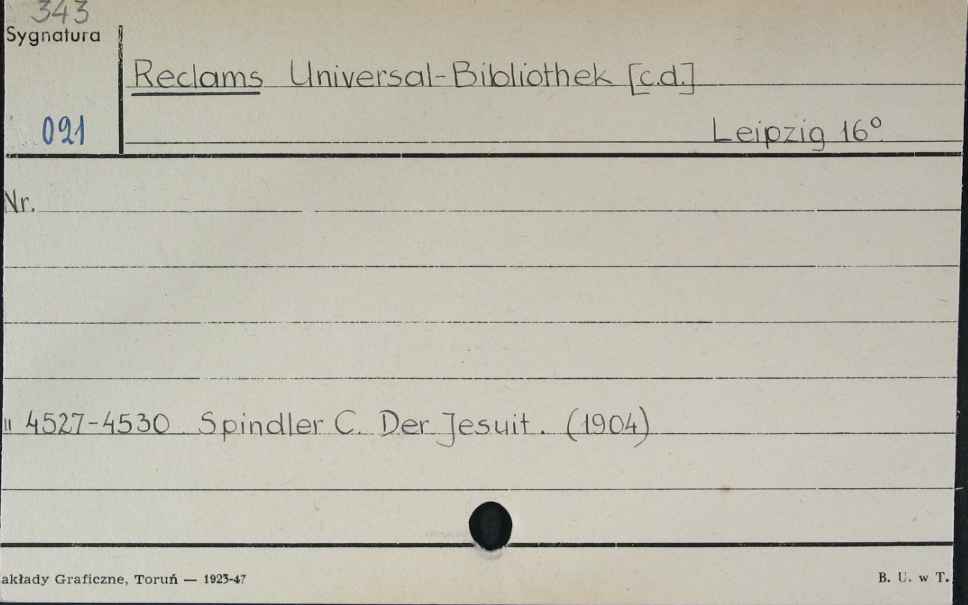 343
Sygnatura
Reclams Universal-Bibliothek [c.d.]
021
Leipzig 16°
Nr.
" 4527-4530. Spindler C. Der Jesuit. (1904)
akłady Graficzne, Toruń — 1923-47
B. U. w T.